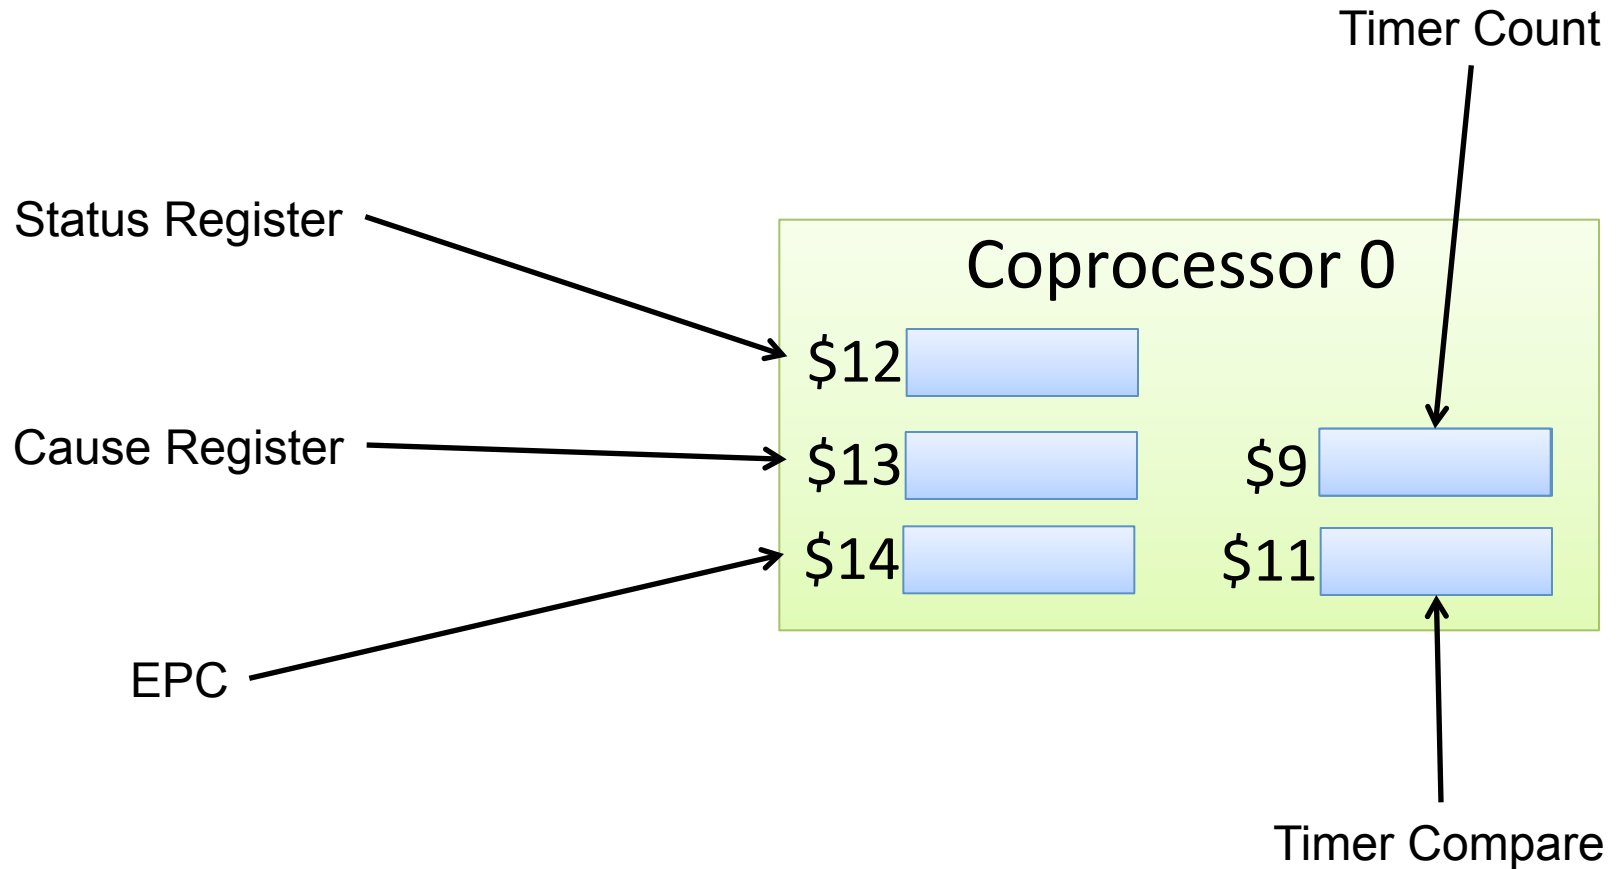 Timer Count
Status Register
Coprocessor 0
$12
Cause Register
$13
$9
$14
$11
EPC
Timer Compare